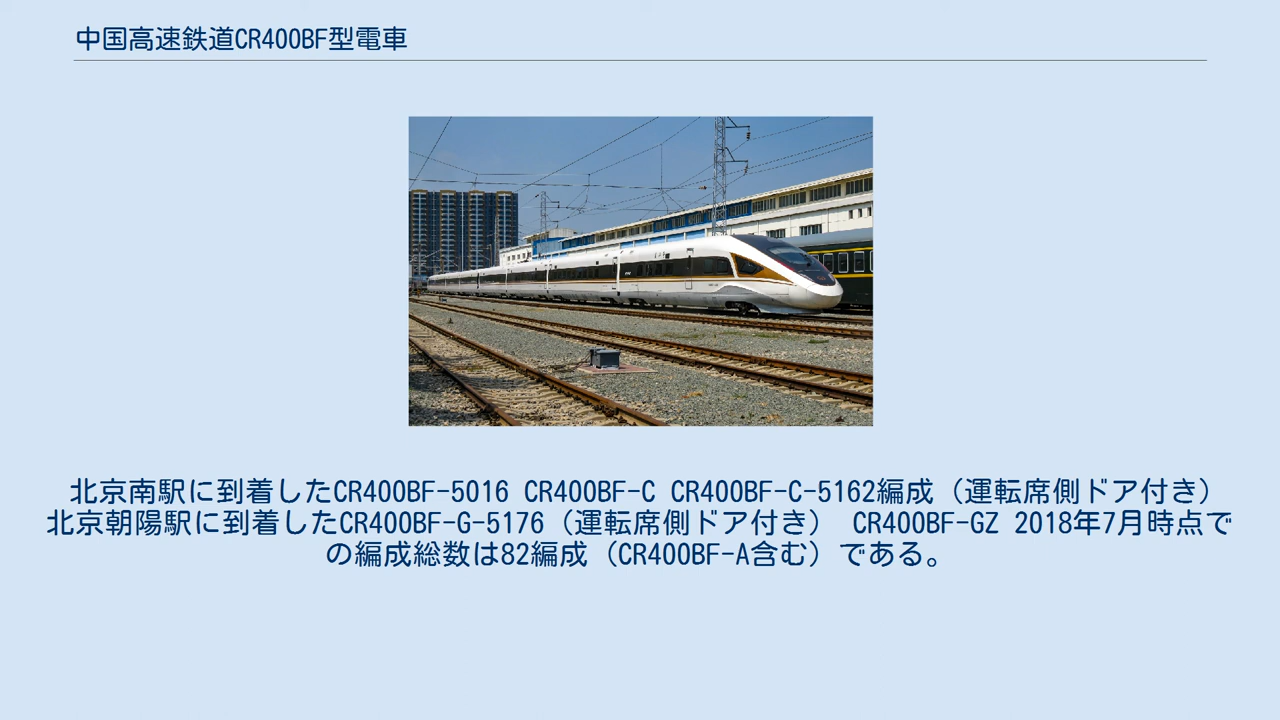 中国高速鉄道CR400BF型電車
北京南駅に到着したCR400BF-5016 CR400BF-C CR400BF-C-5162編成（運転席側ドア付き）
北京朝陽駅に到着したCR400BF-G-5176（運転席側ドア付き） CR400BF-GZ 2018年7月時点で
の編成総数は82編成（CR400BF-A含む）である。